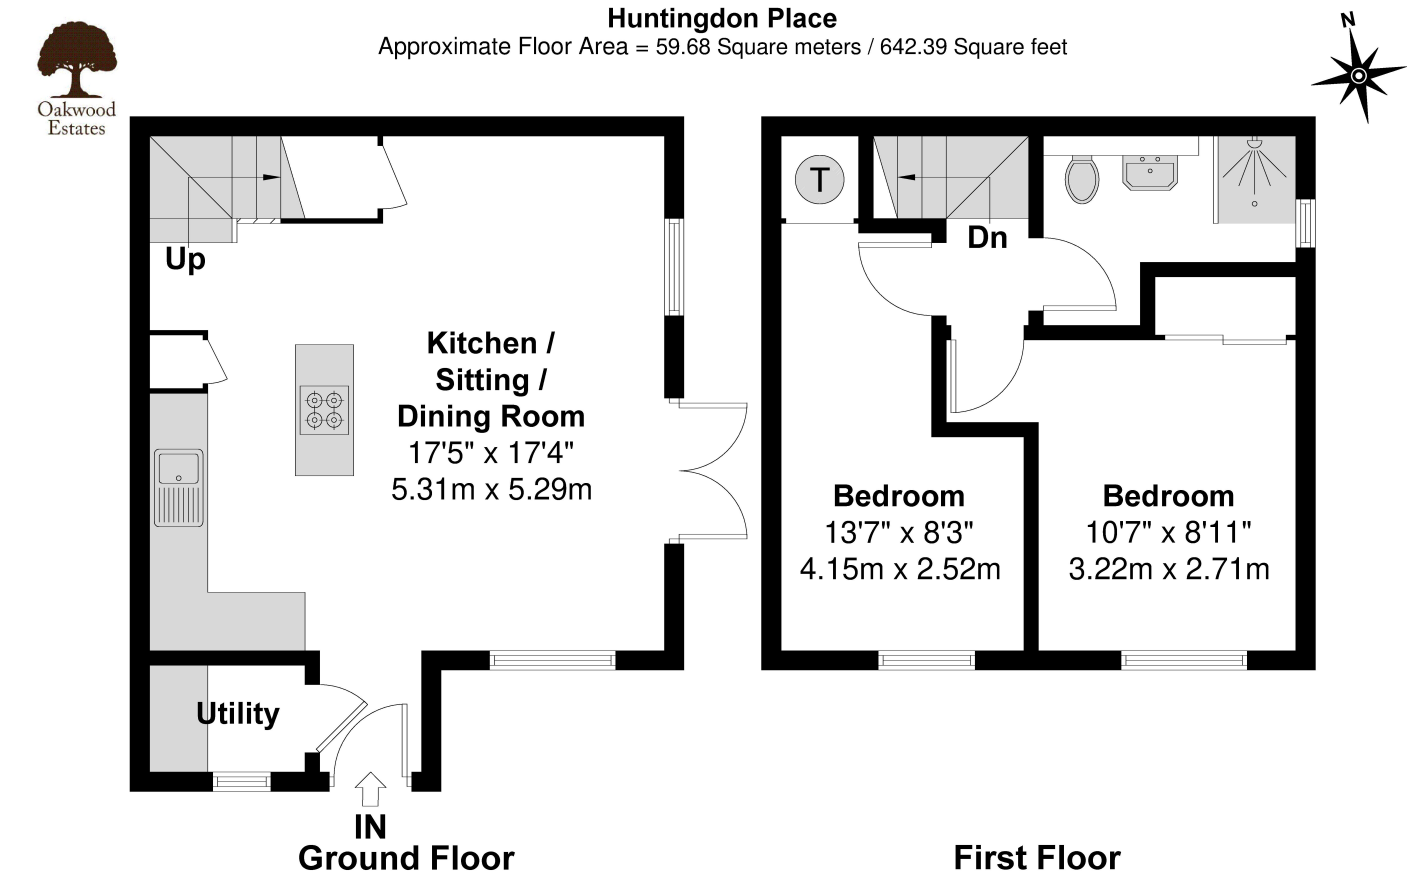 Huntingdon Place
Approximate Floor Area = 59.68 Square meters / 642.39 Square feet
N
Oakwood
Estates
T
Up
Dn
Kitchen /
Sitting /
Dining Room
17'5" x 17'4"
5.31m x 5.29m
Bedroom
13'7" x 8'3"
4.15m x 2.52m
Bedroom
10'7" x 8'11"
3.22m x 2.71m
Utility
IN
Ground Floor
First Floor